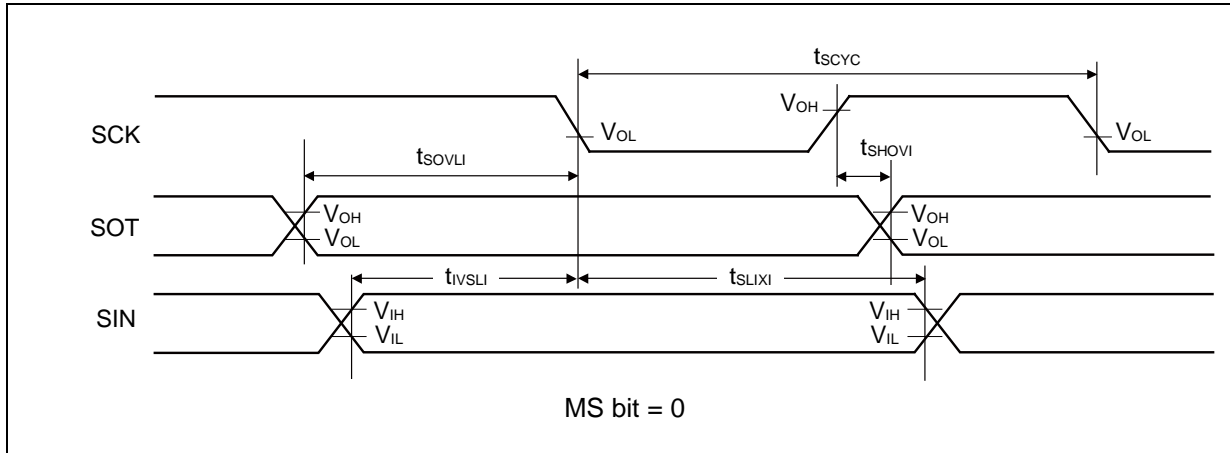 tSCYC
SCK
VOH
VOL
VOL
tSOVLI
tSHOVI
SOT
VOH
VOL
VOH
VOL
tIVSLI
tSLIXI
SIN
VIH
VIL
VIH
VIL
MS bit = 0